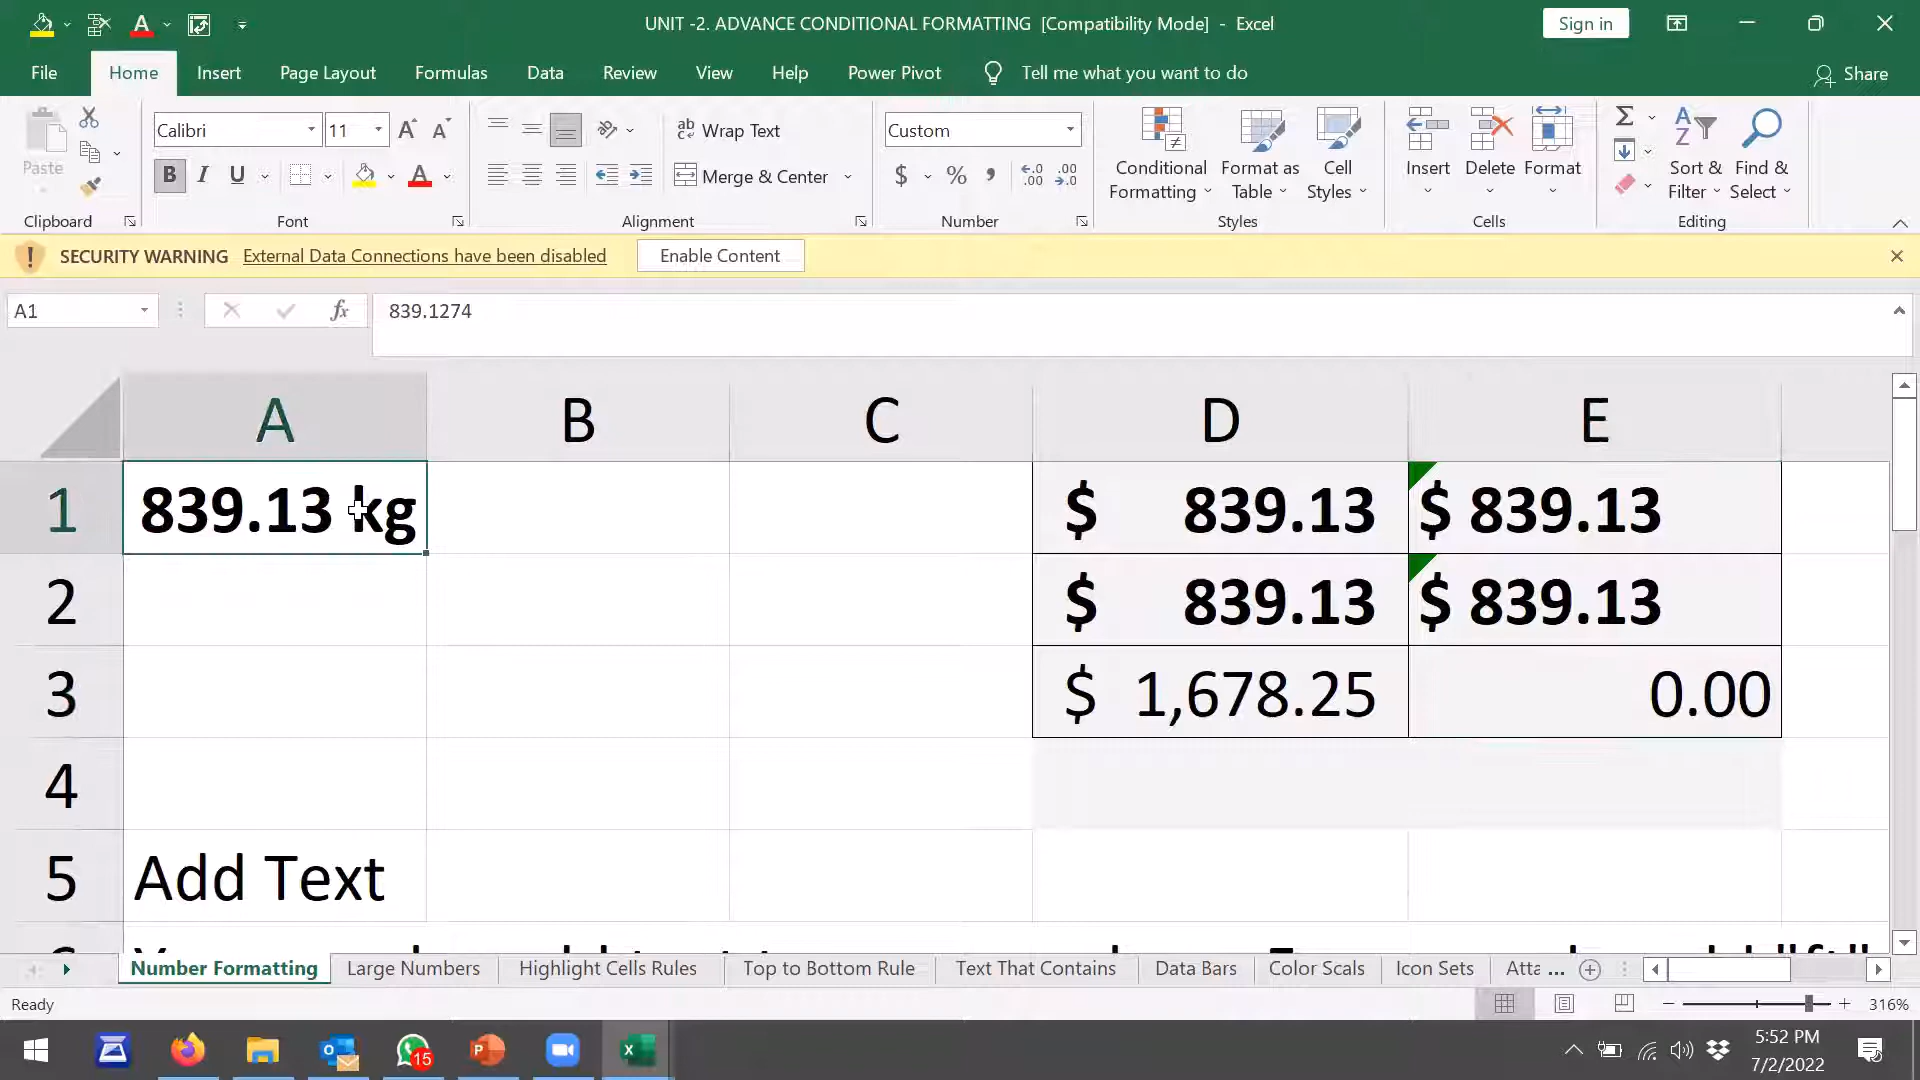 UNIT -2. ADVANCE CONDITIONAL FORMATTING [Compatibility Mode] - Excel
Sign in
File Home Insert Page Layout Formulas Data Review View Help Power Pivot Tell me what you want to do Share
Paste
Calibri 11
Wrap Text
Merge & Center
Custom
Conditional Formatting
Format as Table
Cell Styles
Insert Delete Format
Sort & Filter
Find & Select
Clipboard Font Alignment Number Styles Cells Editing
SECURITY WARNING External Data Connections have been disabled Enable Content
A1 fx 839.1274
A B C D E
1 839.13 kg $ 839.13 $ 839.13
2 $ 839.13 $ 839.13
3 $ 1,678.25 0.00
4
5 Add Text
Number Formatting Large Numbers Highlight Cells Rules Top to Bottom Rule Text That Contains Data Bars Color Scals Icon Sets Atta ...
Ready 316%
15
5:52 PM
7/2/2022